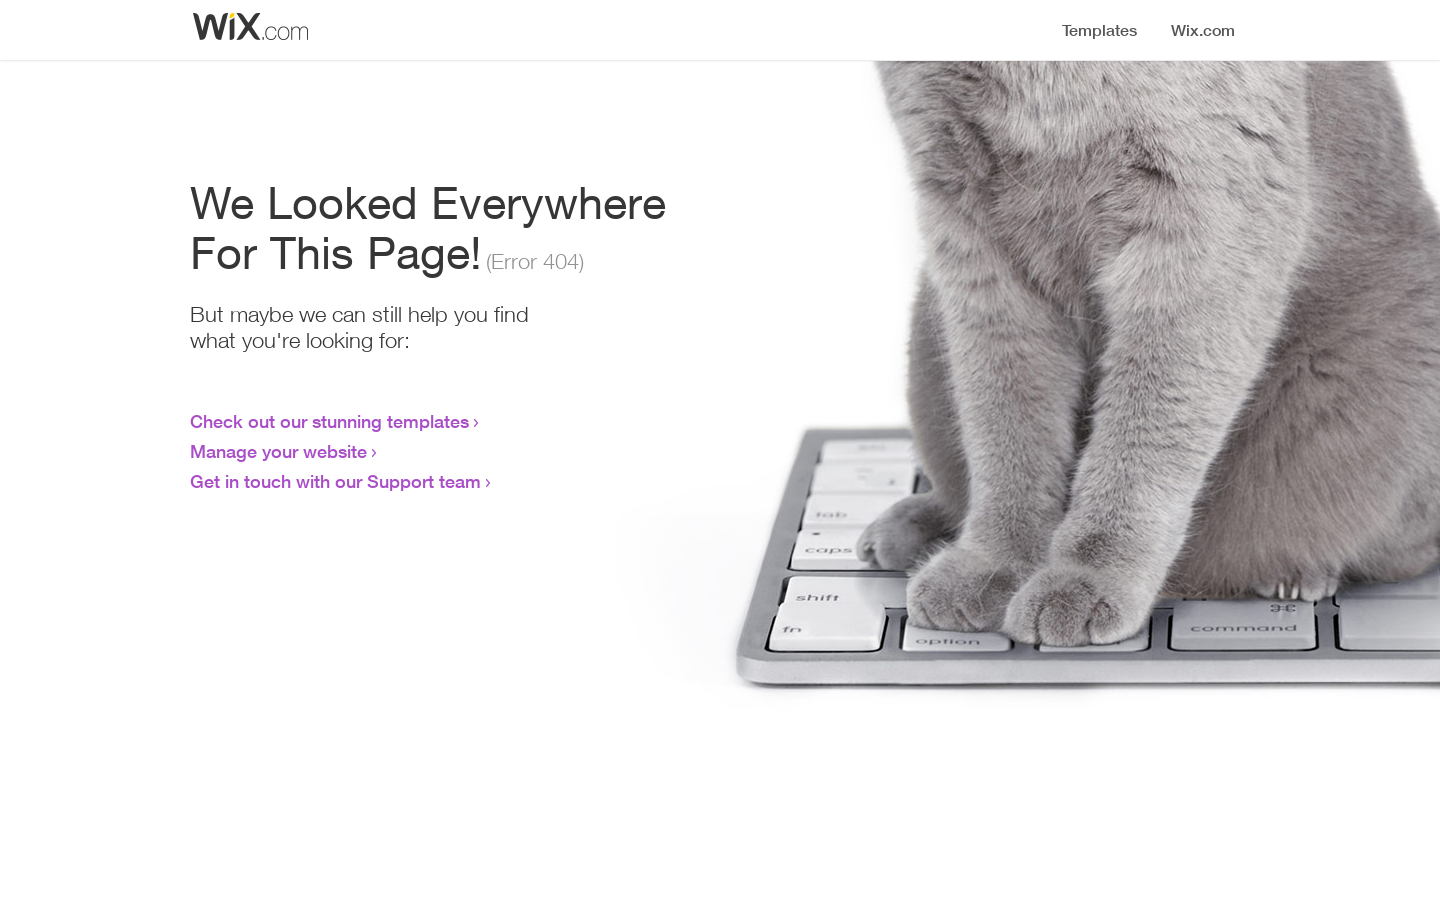 WiX.com
Templates
Wix.com
We Looked Everywhere
For This Page! (Error 404)
But maybe we can still help you find
what you're looking for:
Check out our stunning templates ›
Manage your website ›
Get in touch with our Support team ›
tab
caps
shift
fn
option
⌘
command